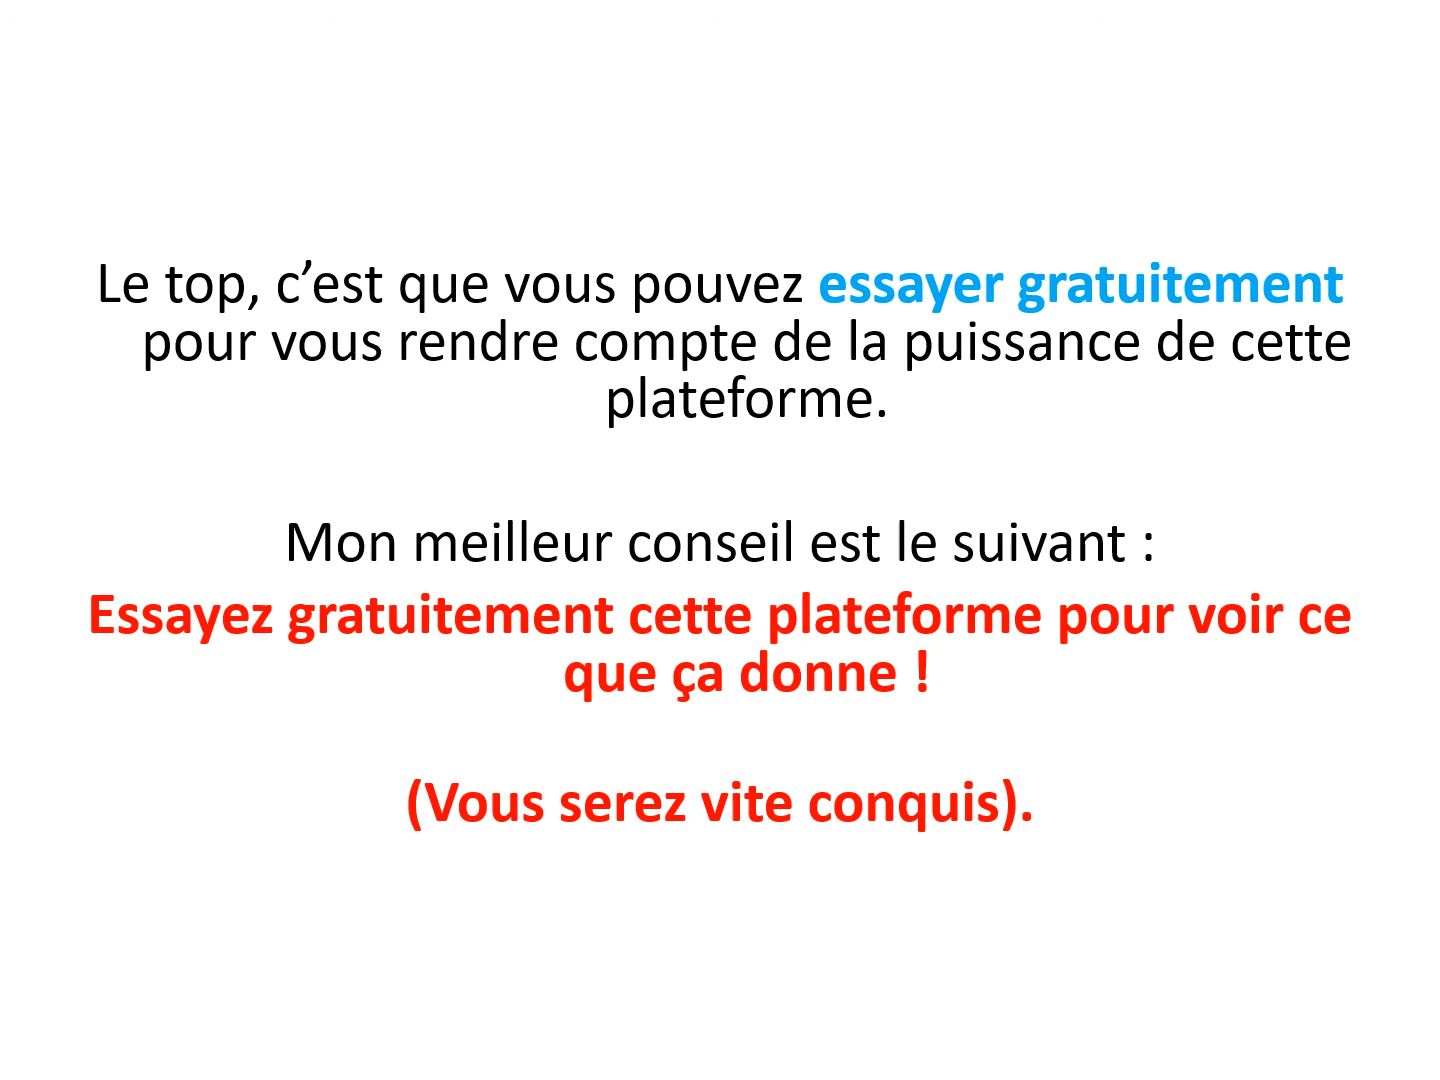 Le top, c’est que vous pouvez essayer gratuitement
pour vous rendre compte de la puissance de cette
plateforme.
Mon meilleur conseil est le suivant :
Essayez gratuitement cette plateforme pour voir ce
que ça donne !
(Vous serez vite conquis).